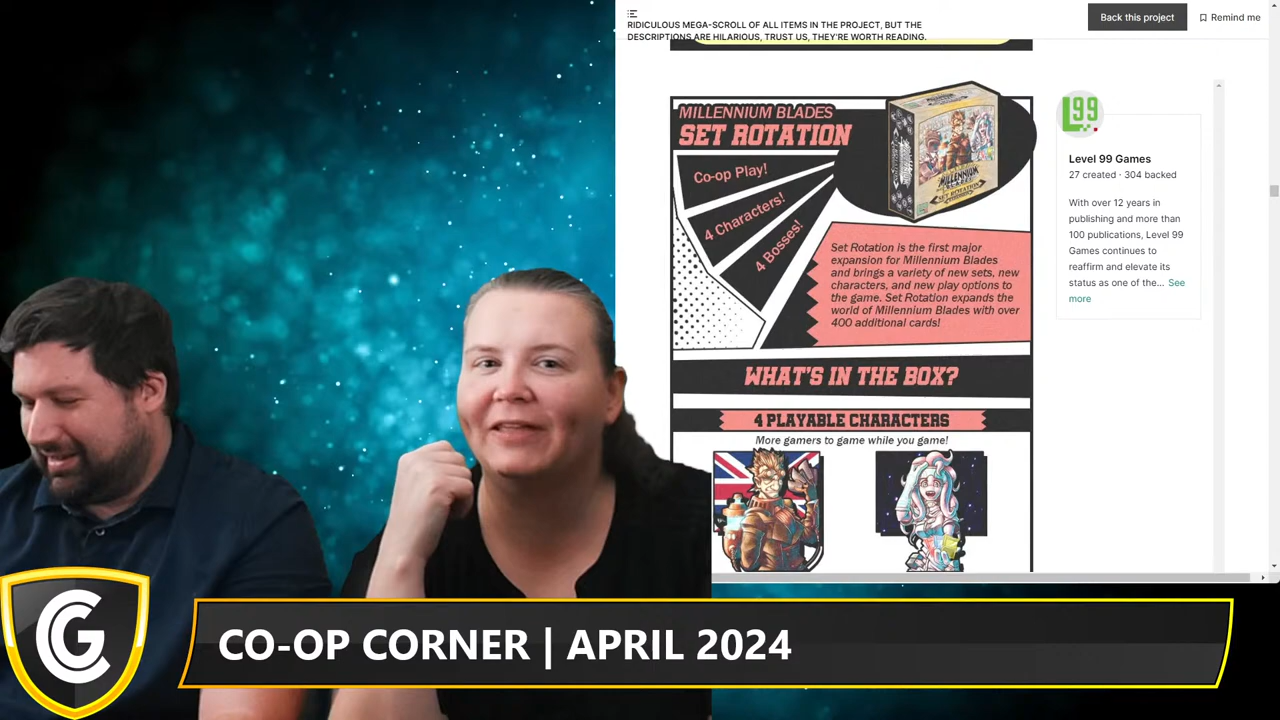 RIDICULOUS MEGA-SCROLL OF ALL ITEMS IN THE PROJECT, BUT THE
DESCRIPTIONS ARE HILARIOUS, TRUST US, THEY'RE WORTH READING.
Back this project
Remind me
MILLENNIUM BLADES
SET ROTATION
Co-op Play!
4 Characters!
4 Bosses!
MILLENNIUM
BLADES
SET ROTATION
Set Rotation is the first major
expansion for Millennium Blades
and brings a variety of new sets, new
characters, and new play options to
the game. Set Rotation expands the
world of Millennium Blades with over
400 additional cards!
WHAT'S IN THE BOX?
4 PLAYABLE CHARACTERS
More gamers to game while you game!
L99
Level 99 Games
27 created · 304 backed
With over 12 years in
publishing and more than
100 publications, Level 99
Games continues to
reaffirm and elevate its
status as one of the... See
more
CO-OP CORNER | APRIL 2024